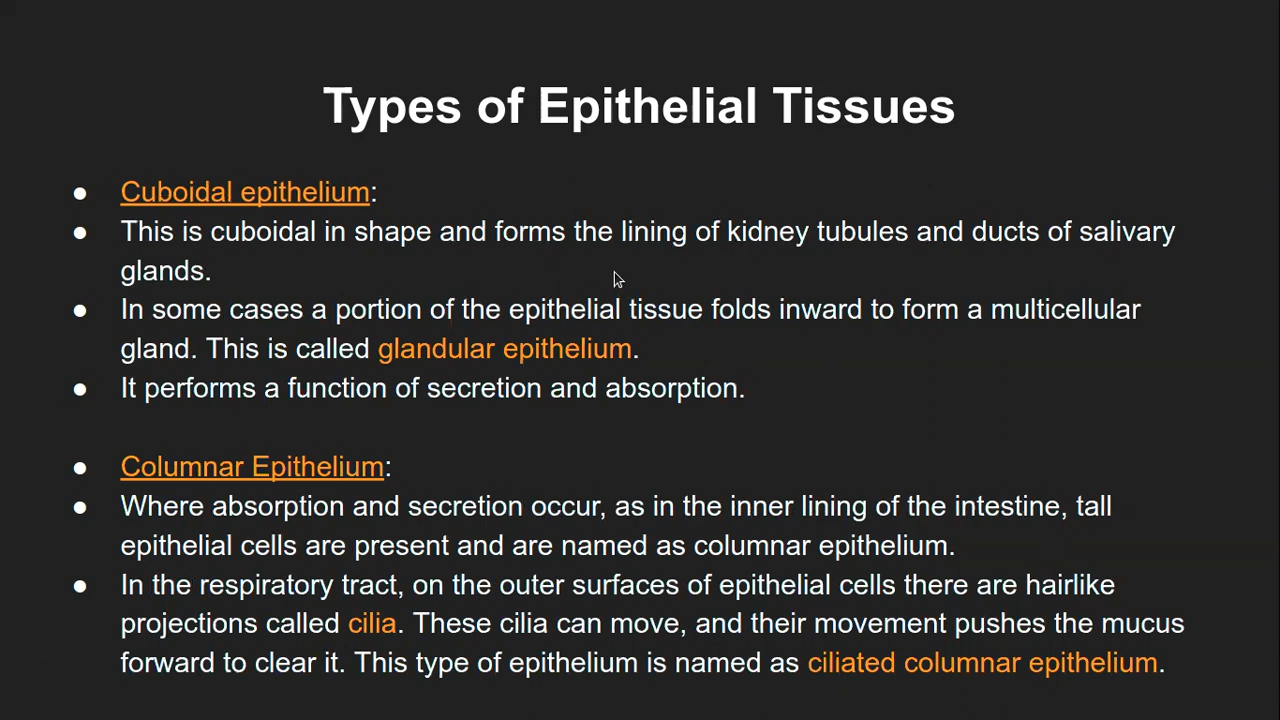 Types of Epithelial Tissues
● Cuboidal epithelium:
● This is cuboidal in shape and forms the lining of kidney tubules and ducts of salivary
glands.
● In some cases a portion of the epithelial tissue folds inward to form a multicellular
gland. This is called glandular epithelium.
● It performs a function of secretion and absorption.
● Columnar Epithelium:
● Where absorption and secretion occur, as in the inner lining of the intestine, tall
epithelial cells are present and are named as columnar epithelium.
● In the respiratory tract, on the outer surfaces of epithelial cells there are hairlike
projections called cilia. These cilia can move, and their movement pushes the mucus
forward to clear it. This type of epithelium is named as ciliated columnar epithelium.